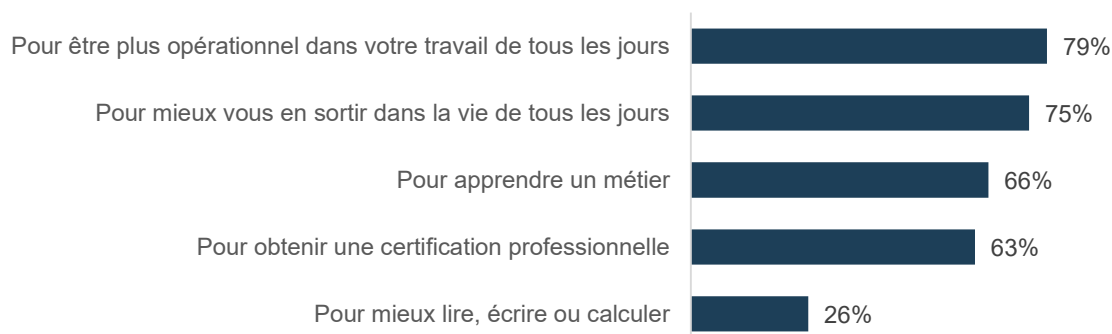 Pour être plus opérationnel dans votre travail de tous les jours 79%
Pour mieux vous en sortir dans la vie de tous les jours 75%
Pour apprendre un métier 66%
Pour obtenir une certification professionnelle 63%
Pour mieux lire, écrire ou calculer 26%